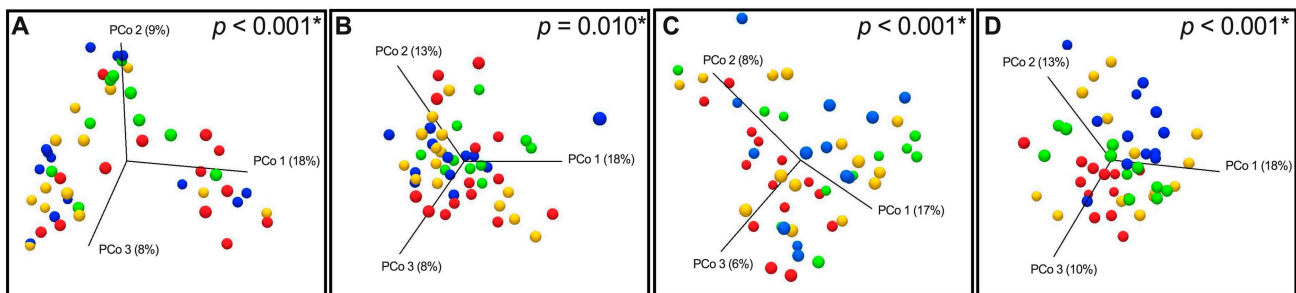 A
p < 0.001*
PCo 2 (9%)
PCo 1 (18%)
PCo 3 (8%)
B
p = 0.010*
PCo 2 (13%)
PCo 1 (18%)
PCo 3 (8%)
C
p < 0.001*
PCo 2 (8%)
PCo 1 (17%)
PCo 3 (6%)
D
p < 0.001*
PCo 2 (13%)
PCo 1 (18%)
PCo 3 (10%)